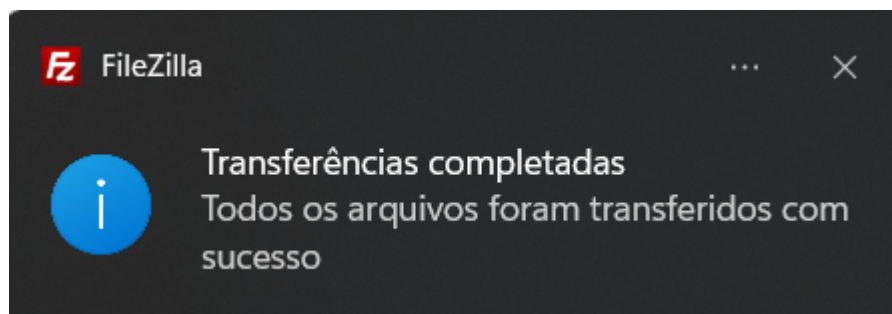 FileZilla
Transferências completadas
Todos os arquivos foram transferidos com
sucesso